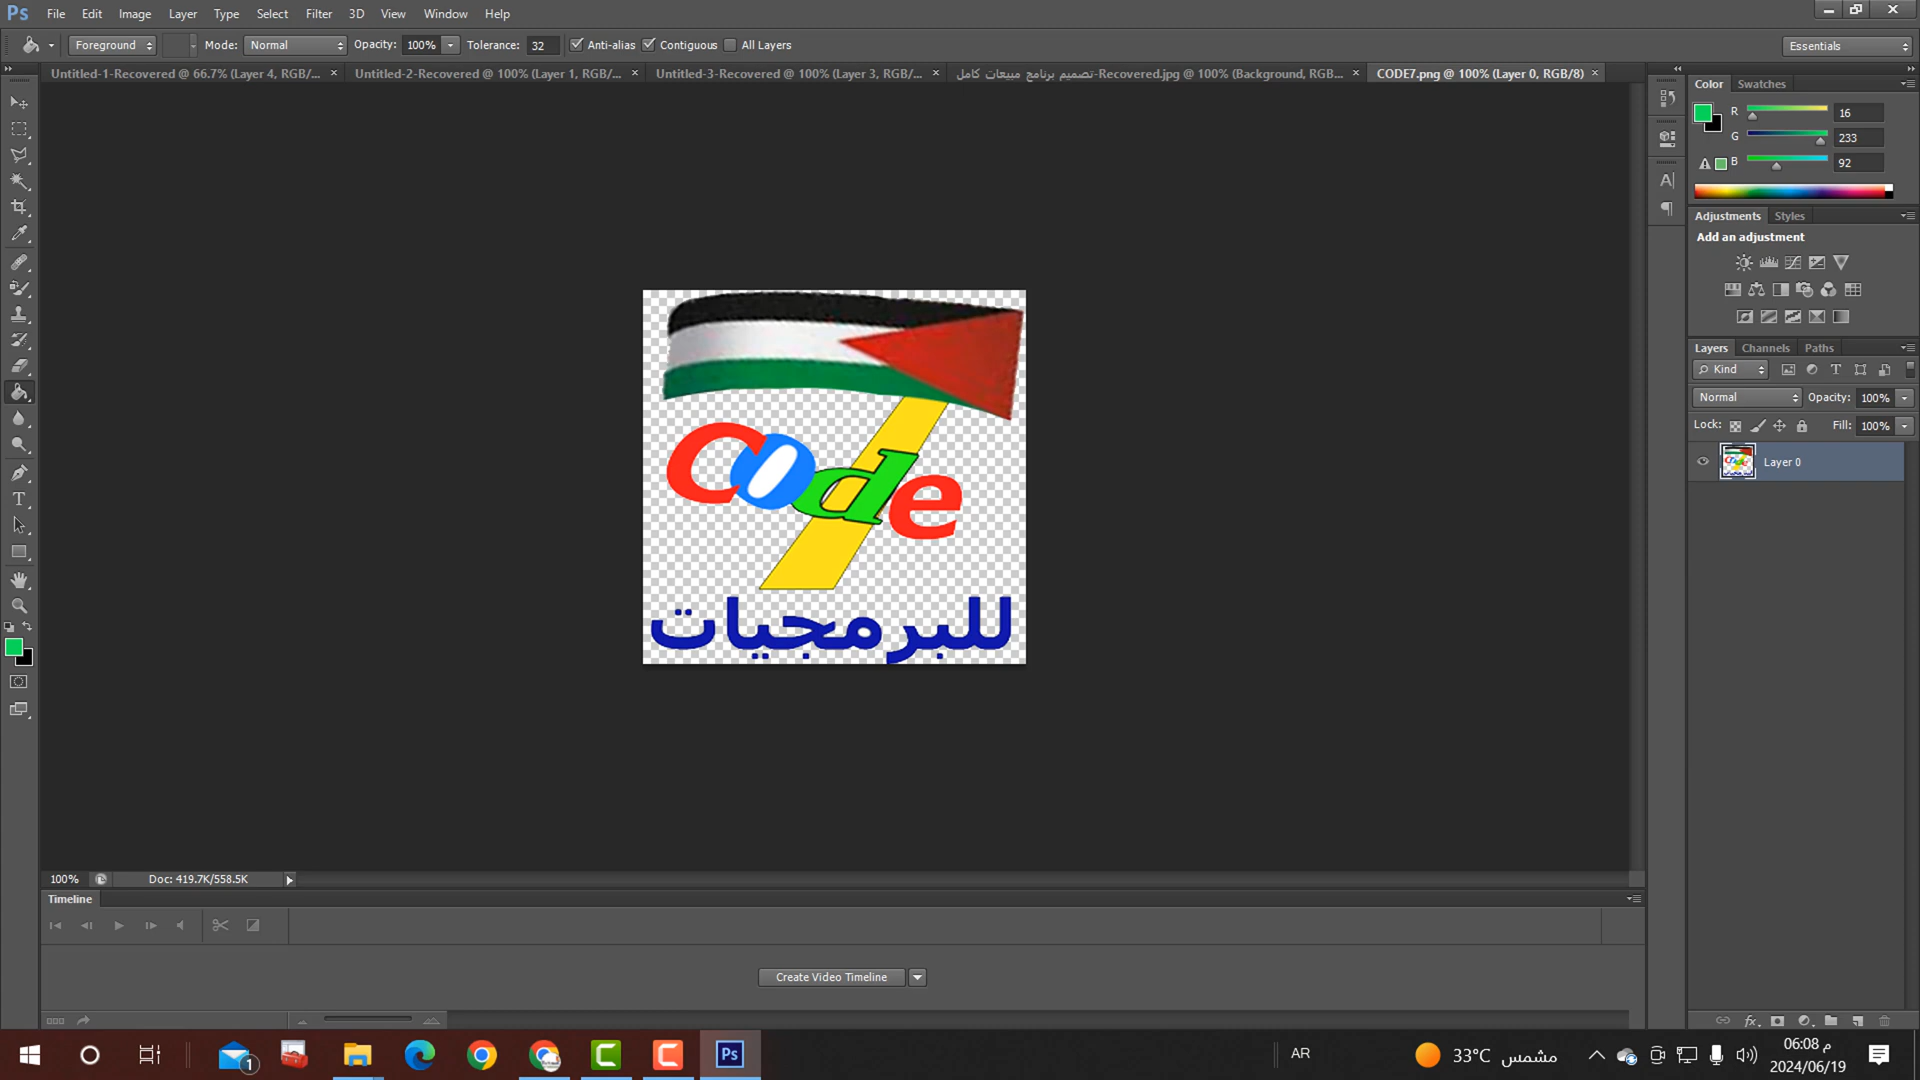 Ps File Edit Image Layer Type Select Filter 3D View Window Help
Foreground Mode: Normal Opacity: 100% Tolerance: 32 Anti-alias Contiguous All Layers Essentials
Untitled-1-Recovered @ 66.7% (Layer 4, RGB/... × Untitled-2-Recovered @ 100% (Layer 1, RGB/... × Untitled-3-Recovered @ 100% (Layer 3, RGB/... × تصميم برنامج مبيعات كامل-Recovered.jpg @ 100% (Background, RGB... × CODE7.png @ 100% (Layer 0, RGB/8) ×
Color Swatches
R 16
G 233
B 92
Adjustments Styles
Add an adjustment
Layers Channels Paths
Kind
Normal Opacity: 100%
Lock: Fill: 100%
Layer 0
Code
للبرمجيات
100% Doc: 419.7K/558.5K
Timeline
Create Video Timeline
1
Ps
AR
33°C مشمس
06:08 م
2024/06/19